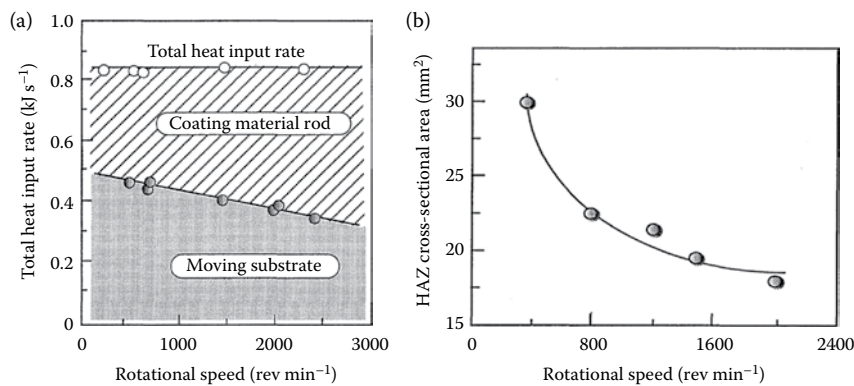 (a)
1.0
0.8
0.6
0.4
0.2
0
Total heat input rate (kJ s⁻¹)
Total heat input rate
Coating material rod
Moving substrate
0 1000 2000 3000
Rotational speed (rev min⁻¹)
(b)
30
25
20
15
HAZ cross-sectional area (mm²)
0 800 1600 2400
Rotational speed (rev min⁻¹)